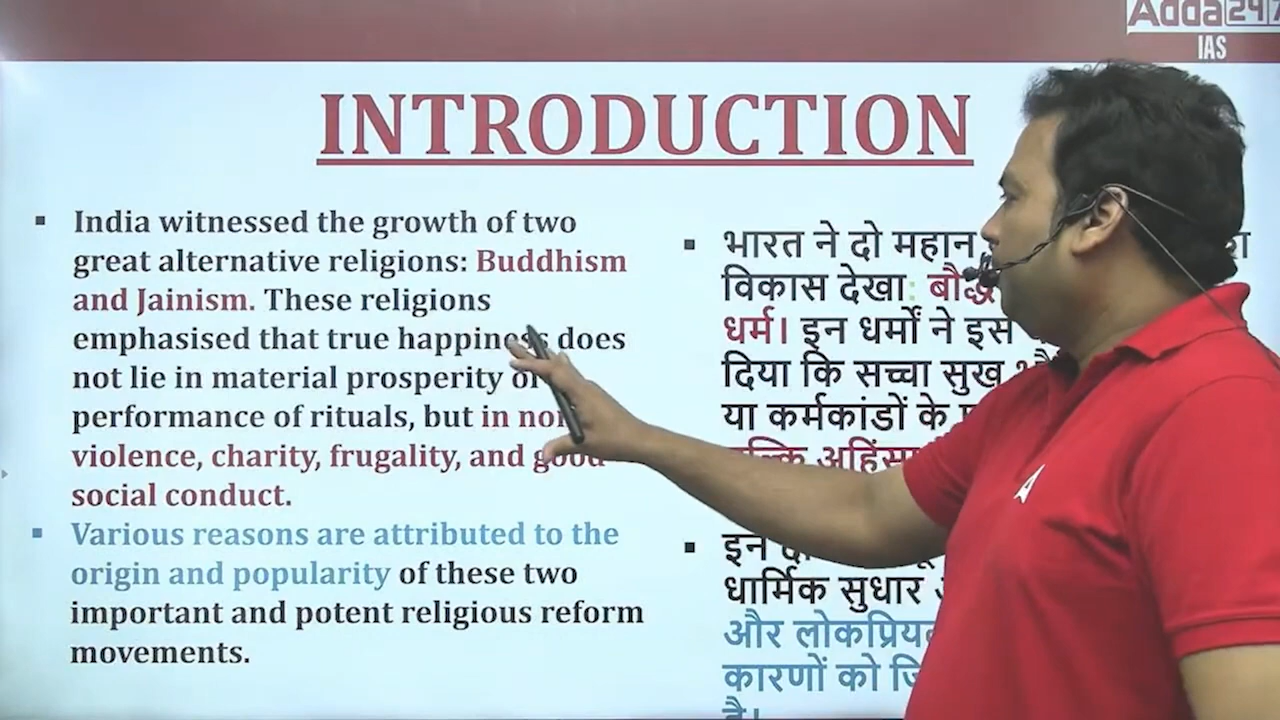 Adda247
IAS
INTRODUCTION
▪ India witnessed the growth of two
great alternative religions: Buddhism
and Jainism. These religions
emphasised that true happiness does
not lie in material prosperity or
performance of rituals, but in non
violence, charity, frugality, and good
social conduct.
▪ Various reasons are attributed to the
origin and popularity of these two
important and potent religious reform
movements.
▪ भारत ने दो महान
विकास देखा: बौद्ध
धर्म। इन धर्मों ने इस
दिया कि सच्चा सुख
या कर्मकांडों के
बल्कि
▪ इन
धार्मिक सुधार
और
कारणों को
है।